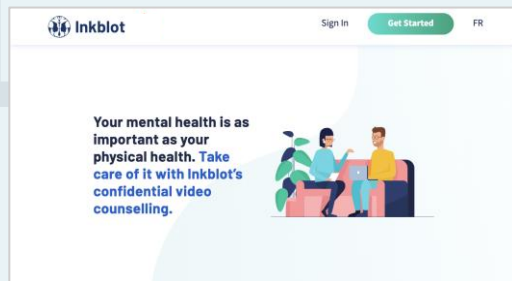 Inkblot
Sign In
Get Started
FR
Your mental health is as
important as your
physical health. Take
care of it with Inkblot's
confidential video
counselling.